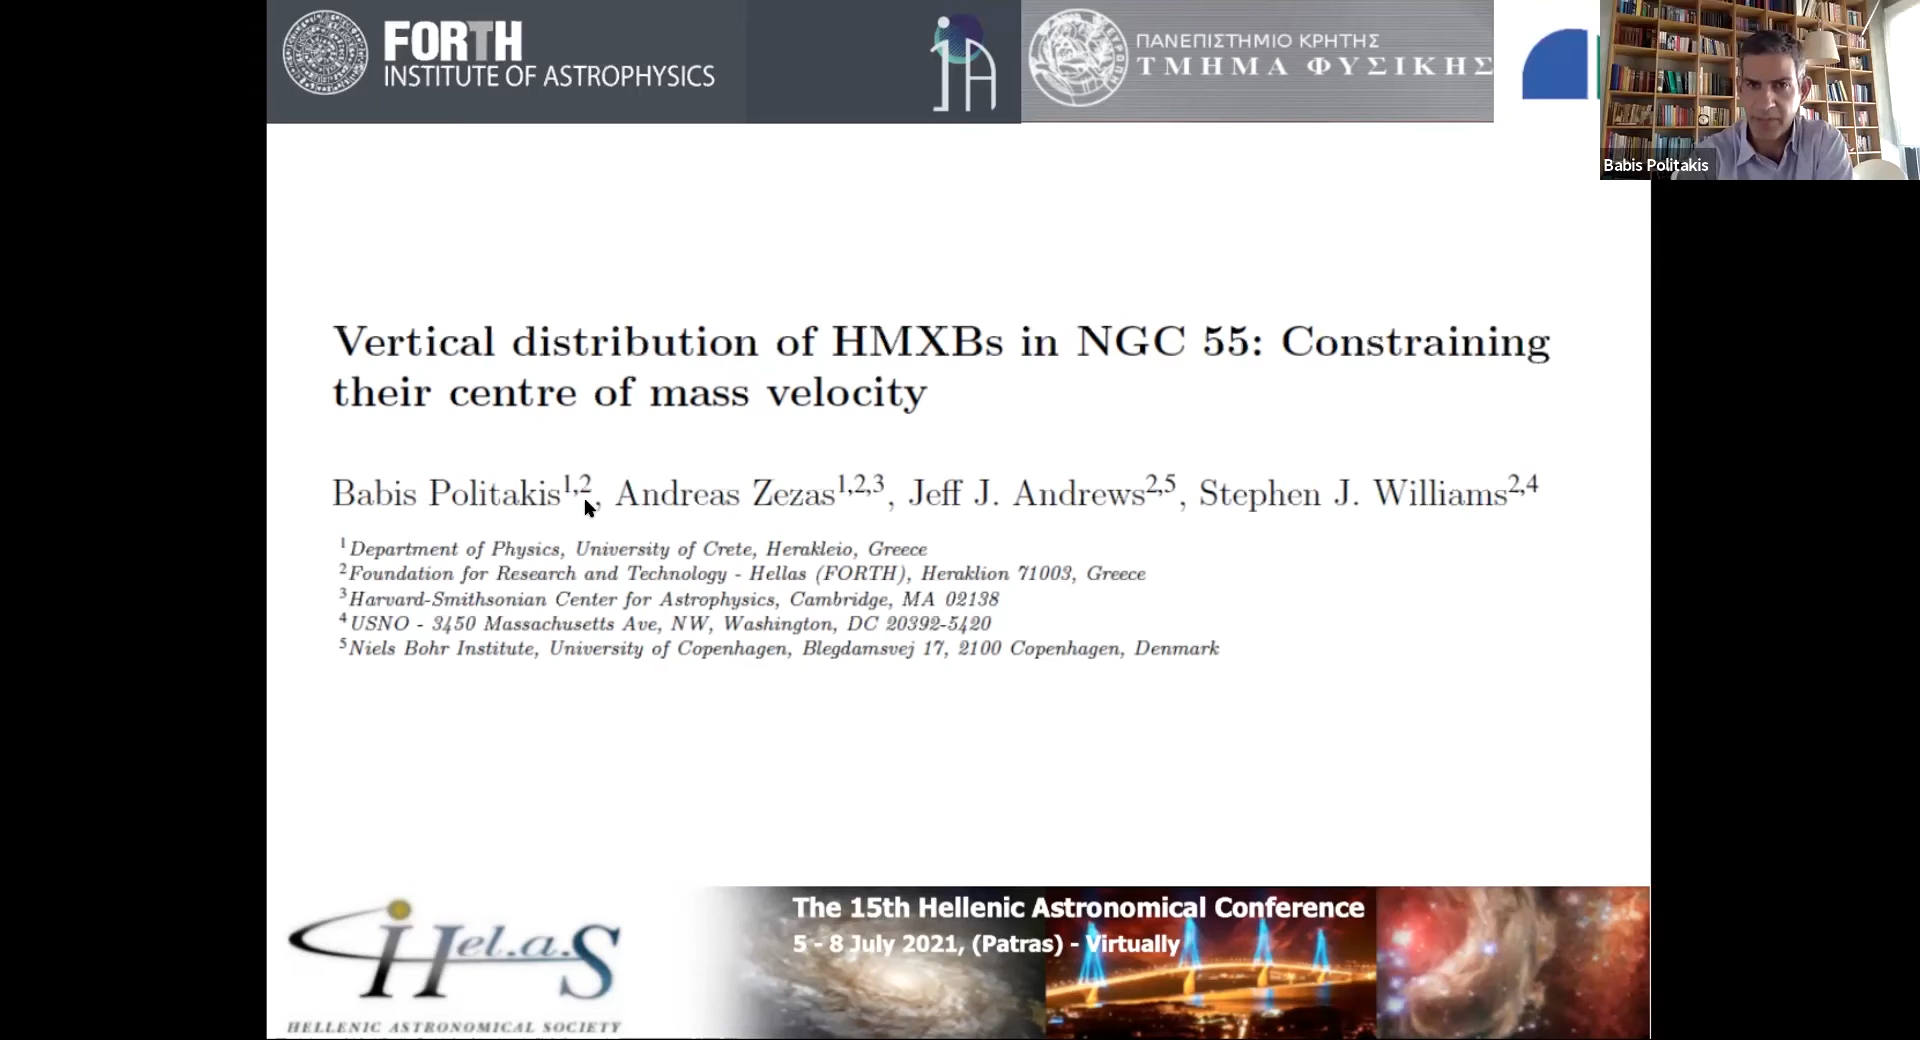 FORTH
INSTITUTE OF ASTROPHYSICS
iA
ΠΑΝΕΠΙΣΤΗΜΙΟ ΚΡΗΤΗΣ
ΤΜΗΜΑ ΦΥΣΙΚΗΣ
Babis Politakis
Vertical distribution of HMXBs in NGC 55: Constraining
their centre of mass velocity
Babis Politakis1,2, Andreas Zezas1,2,3, Jeff J. Andrews2,5, Stephen J. Williams2,4
1Department of Physics, University of Crete, Herakleio, Greece
2Foundation for Research and Technology - Hellas (FORTH), Heraklion 71003, Greece
3Harvard-Smithsonian Center for Astrophysics, Cambridge, MA 02138
4USNO - 3450 Massachusetts Ave, NW, Washington, DC 20392-5420
5Niels Bohr Institute, University of Copenhagen, Blegdamsvej 17, 2100 Copenhagen, Denmark
Hel.a.S
HELLENIC ASTRONOMICAL SOCIETY
The 15th Hellenic Astronomical Conference
5 - 8 July 2021, (Patras) - Virtually